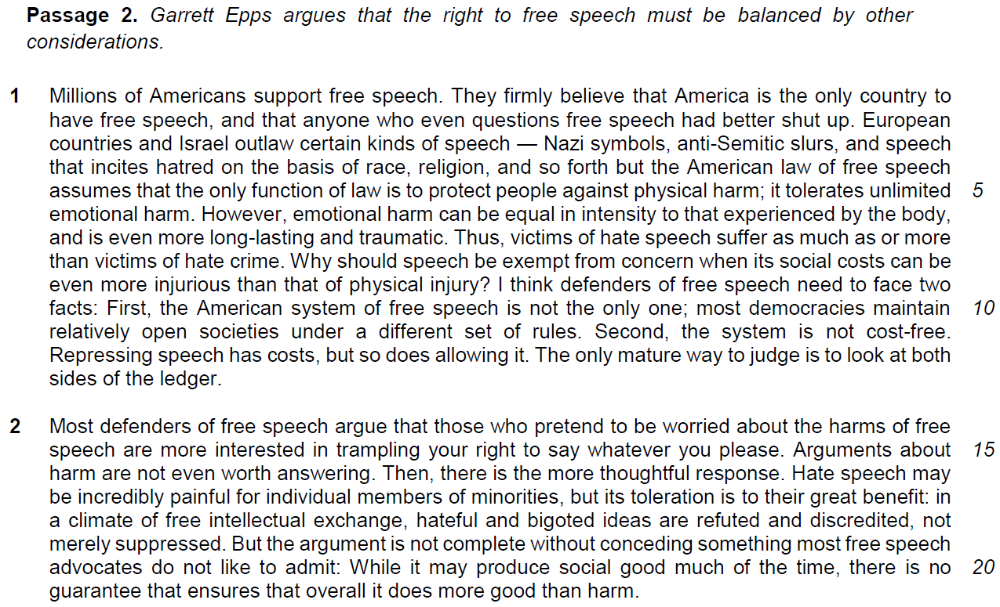 Passage 2. Garrett Epps argues that the right to free speech must be balanced by other
considerations.
1 Millions of Americans support free speech. They firmly believe that America is the only country to
have free speech, and that anyone who even questions free speech had better shut up. European
countries and Israel outlaw certain kinds of speech — Nazi symbols, anti-Semitic slurs, and speech
that incites hatred on the basis of race, religion, and so forth but the American law of free speech
assumes that the only function of law is to protect people against physical harm; it tolerates unlimited 5
emotional harm. However, emotional harm can be equal in intensity to that experienced by the body,
and is even more long-lasting and traumatic. Thus, victims of hate speech suffer as much as or more
than victims of hate crime. Why should speech be exempt from concern when its social costs can be
even more injurious than that of physical injury? I think defenders of free speech need to face two
facts: First, the American system of free speech is not the only one; most democracies maintain 10
relatively open societies under a different set of rules. Second, the system is not cost-free.
Repressing speech has costs, but so does allowing it. The only mature way to judge is to look at both
sides of the ledger.
2 Most defenders of free speech argue that those who pretend to be worried about the harms of free
speech are more interested in trampling your right to say whatever you please. Arguments about 15
harm are not even worth answering. Then, there is the more thoughtful response. Hate speech may
be incredibly painful for individual members of minorities, but its toleration is to their great benefit: in
a climate of free intellectual exchange, hateful and bigoted ideas are refuted and discredited, not
merely suppressed. But the argument is not complete without conceding something most free speech
advocates do not like to admit: While it may produce social good much of the time, there is no 20
guarantee that ensures that overall it does more good than harm.